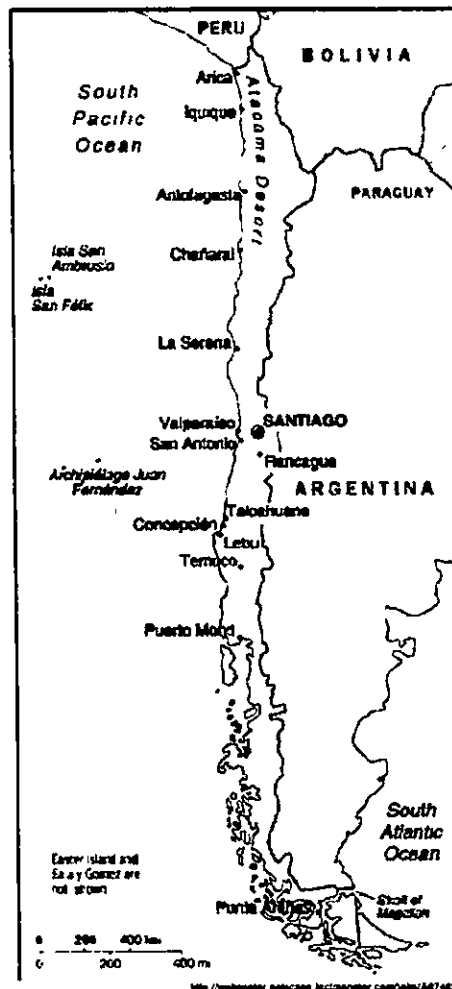 PERU
BOLIVIA
Arica
South
Pacific
Ocean
Iquique
Atacama Desert
PARAGUAY
Antofagasta
Isla San
Ambrosio
Chañaral
Isla
San Félix
La Serena
Valparaíso
SANTIAGO
San Antonio
Rancagua
Archipiélago Juan
Fernández
ARGENTINA
Talcahuano
Concepción
Lebu
Temuco
Puerto Montt
South
Atlantic
Ocean
Easter Island and
Sala y Gomez are
not shown
Punta Arenas
Strait of
Magellan
0 200 400 km
0 200 400 mi